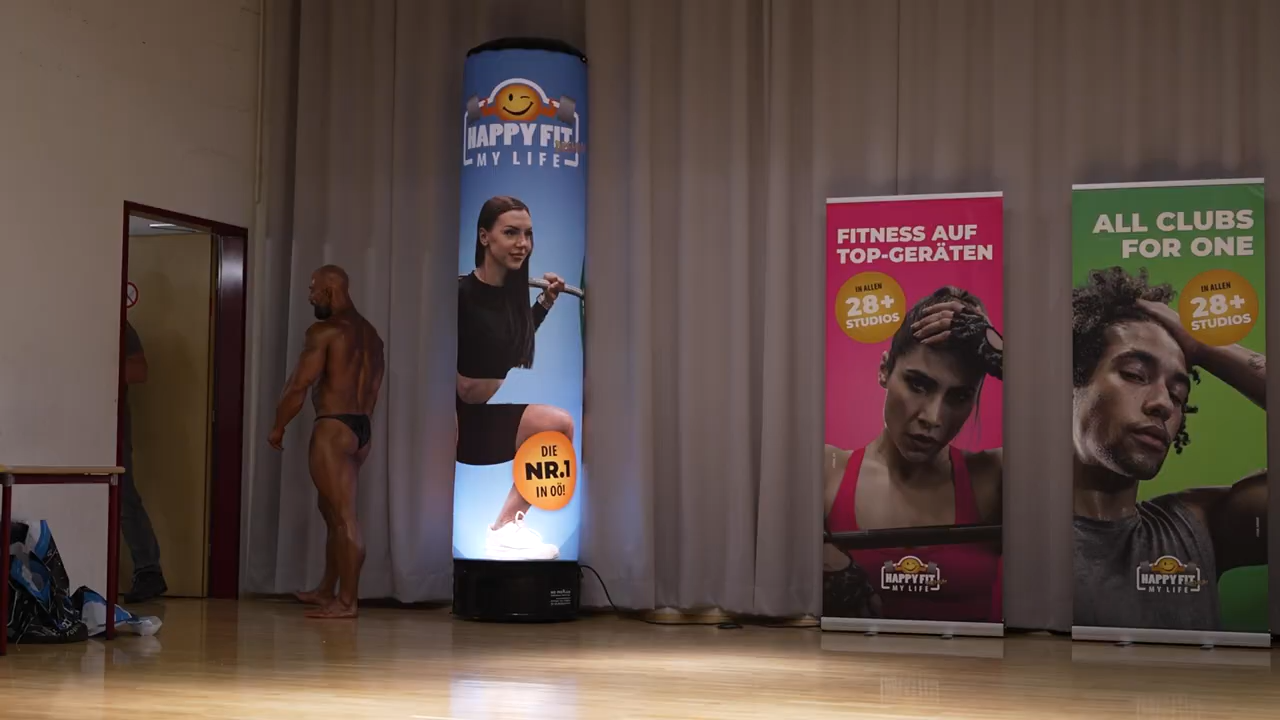 HAPPY FIT
MY LIFE
DIE
NR.1
IN OÖ!
FITNESS AUF
TOP-GERÄTEN
IN ALLEN
28+
STUDIOS
HAPPY FIT
MY LIFE
ALL CLUBS
FOR ONE
IN ALLEN
28+
STUDIOS
HAPPY FIT
MY LIFE